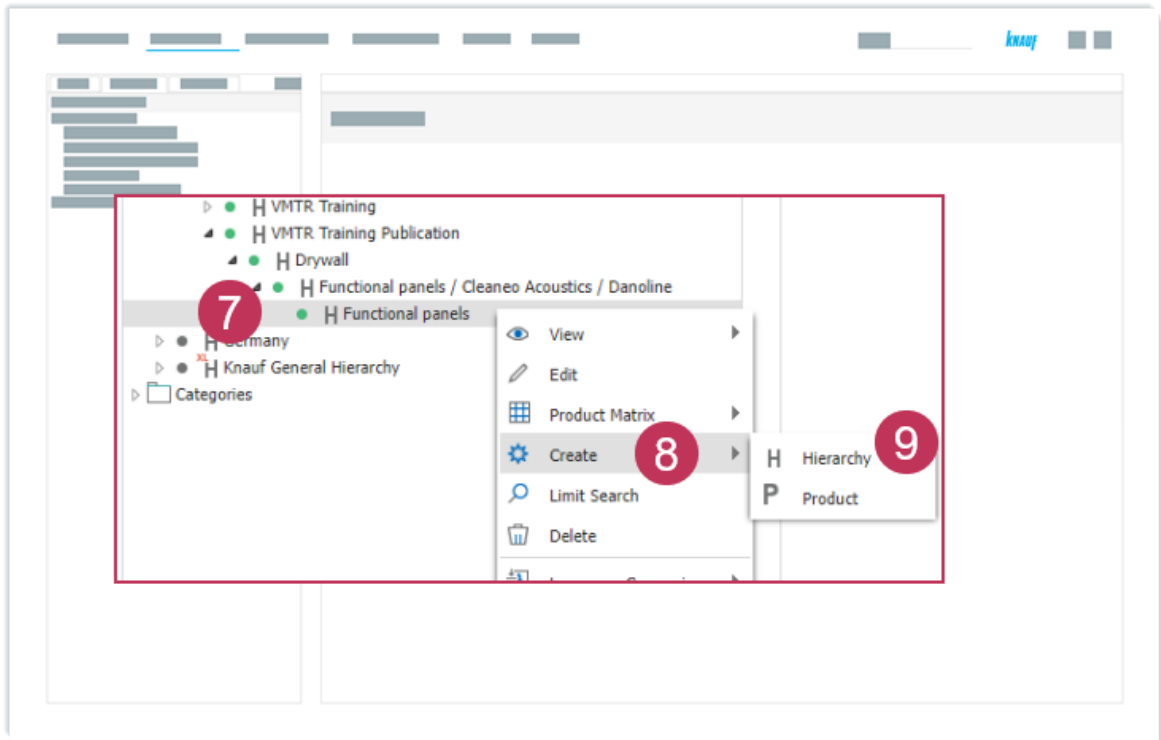 KNAUF
VMTR Training
VMTR Training Publication
Drywall
Functional panels / Cleaneo Acoustics / Danoline
7
Functional panels
Germany
XL
Knauf General Hierarchy
Categories
View
Edit
Product Matrix
Create
8
Limit Search
Delete
H Hierarchy
9
P Product